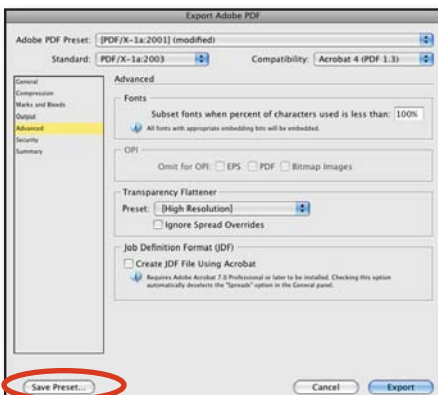 Export Adobe PDF
Adobe PDF Preset: [PDF/X-1a:2001] (modified)
Standard: PDF/X-1a:2003 Compatibility: Acrobat 4 (PDF 1.3)
General
Compression
Marks and Bleeds
Output
Advanced
Security
Summary
Advanced
Fonts
Subset fonts when percent of characters used is less than: 100%
All fonts with appropriate embedding bits will be embedded.
OPI
Omit for OPI: EPS PDF Bitmap Images
Transparency Flattener
Preset: [High Resolution]
Ignore Spread Overrides
Job Definition Format (JDF)
Create JDF File Using Acrobat
Requires Adobe Acrobat 7.0 Professional or later to be installed. Checking this option
automatically deselects the "Spreads" option in the General panel.
Save Preset... Cancel Export